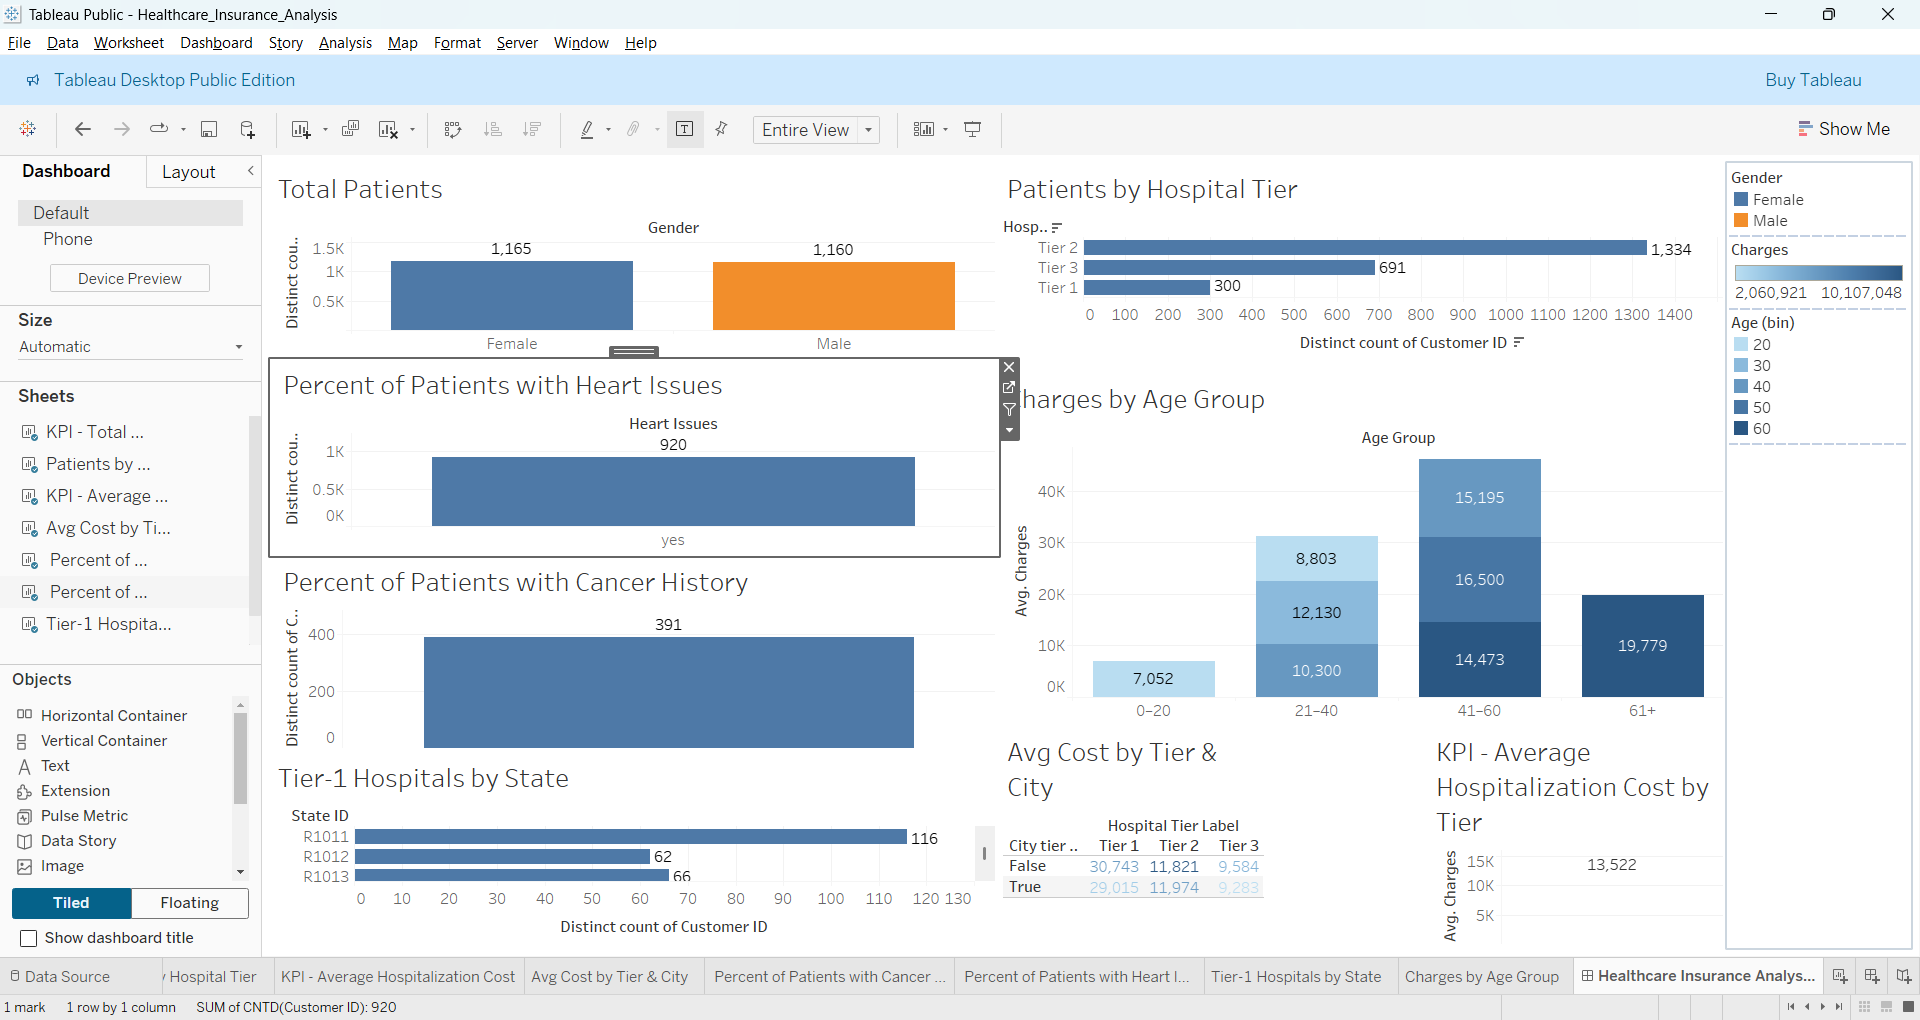 Tableau Public - Healthcare_Insurance_Analysis
File Data Worksheet Dashboard Story Analysis Map Format Server Window Help
Tableau Desktop Public Edition
Buy Tableau
Entire View
Show Me
Dashboard
Layout
Default
Phone
Device Preview
Size
Automatic
Sheets
KPI - Total ...
Patients by ...
KPI - Average ...
Avg Cost by Ti...
Percent of ...
Percent of ...
Tier-1 Hospita...
Objects
Horizontal Container
Vertical Container
Text
Extension
Pulse Metric
Data Story
Image
Tiled
Floating
Show dashboard title
Total Patients
Gender
Distinct cou..
1.5K
1K
0.5K
1,165
1,160
Female
Male
Percent of Patients with Heart Issues
Heart Issues
Distinct cou..
1K
0.5K
0K
920
yes
Percent of Patients with Cancer History
Distinct count of C..
400
200
0
391
Tier-1 Hospitals by State
State ID
R1011 116
R1012 62
R1013 66
0 10 20 30 40 50 60 70 80 90 100 110 120 130
Distinct count of Customer ID
Patients by Hospital Tier
Hosp..
Tier 2 1,334
Tier 3 691
Tier 1 300
0 100 200 300 400 500 600 700 800 900 1000 1100 1200 1300 1400
Distinct count of Customer ID
harges by Age Group
Age Group
Avg. Charges
40K
30K
20K
10K
0K
7,052
8,803
12,130
10,300
15,195
16,500
14,473
19,779
0–20
21–40
41–60
61+
Avg Cost by Tier &
City
Hospital Tier Label
City tier .. Tier 1 Tier 2 Tier 3
False 30,743 11,821 9,584
True 29,015 11,974 9,283
KPI - Average
Hospitalization Cost by
Tier
Avg. Charges
15K
10K
5K
13,522
Gender
Female
Male
Charges
2,060,921 10,107,048
Age (bin)
20
30
40
50
60
Data Source
Hospital Tier
KPI - Average Hospitalization Cost
Avg Cost by Tier & City
Percent of Patients with Cancer ...
Percent of Patients with Heart I...
Tier-1 Hospitals by State
Charges by Age Group
Healthcare Insurance Analys...
1 mark 1 row by 1 column SUM of CNTD(Customer ID): 920